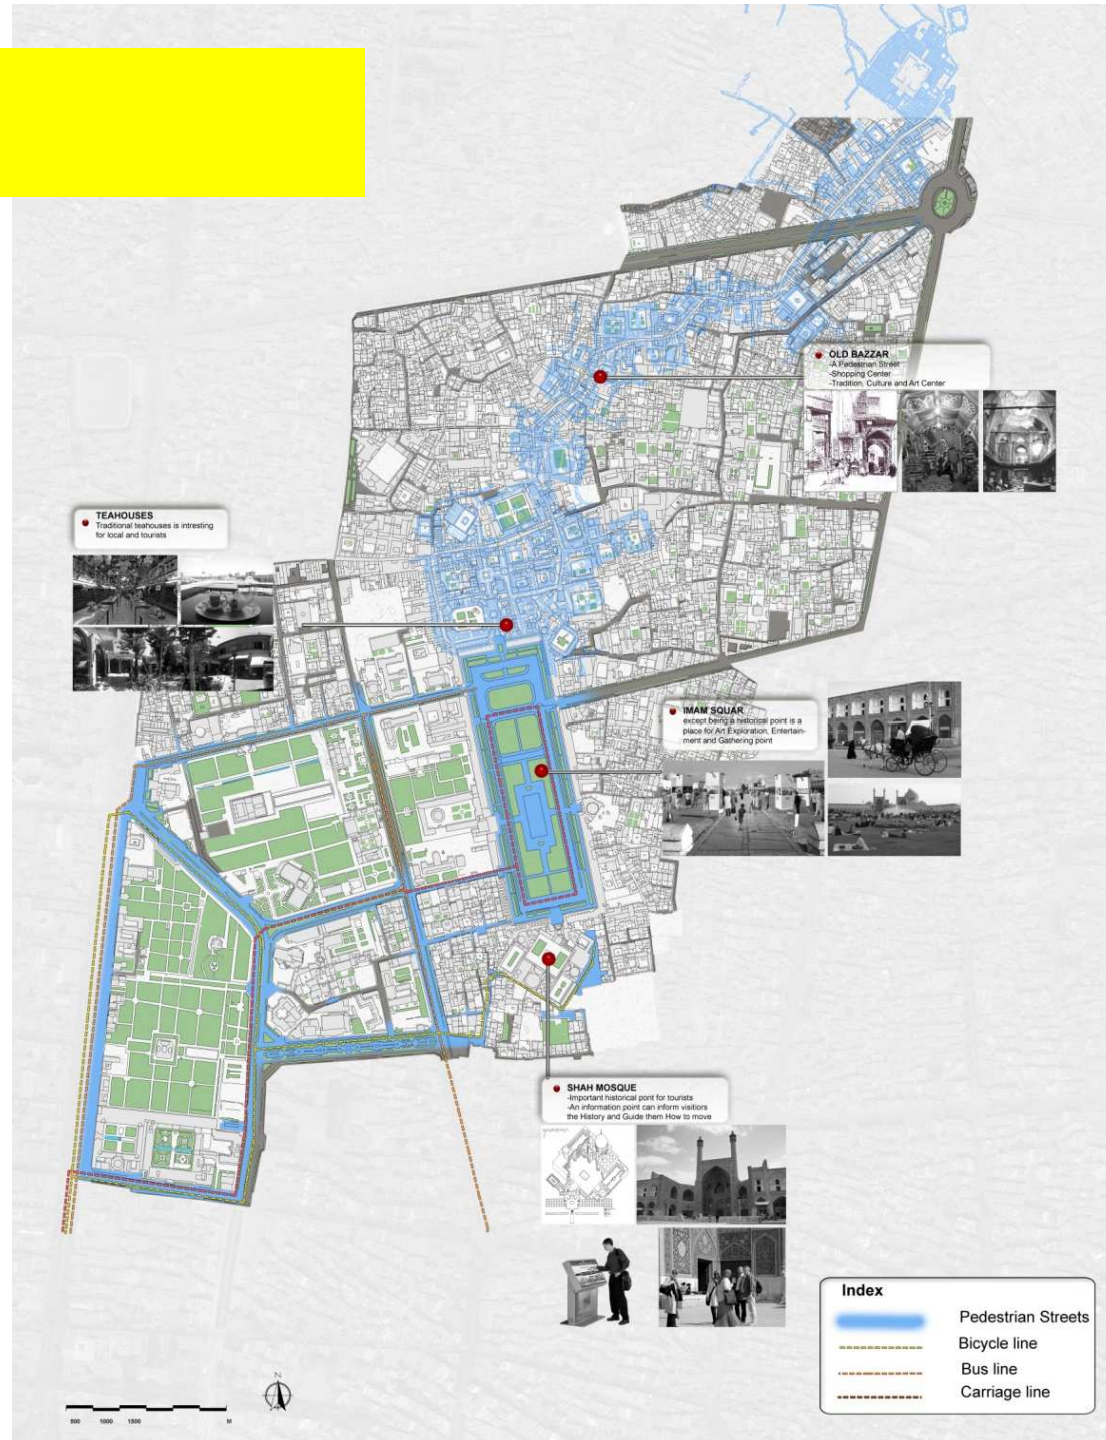 OLD BAZZAR
-A Pedestrian Street
-Shopping Center
-Tradition, Culture and Art Center
TEAHOUSES
Traditional teahouses is intresting
for local and tourists
IMAM SQUAR
except being a historical point is a
place for Art Exproration, Entertain-
ment and Gathering point
SHAH MOSQUE
-Important historical pont for tourists
-An information point can inform visitiors
the History and Guide them How to move
Index
Pedestrian Streets
Bicycle line
Bus line
Carriage line
N
500 1000 1500 M